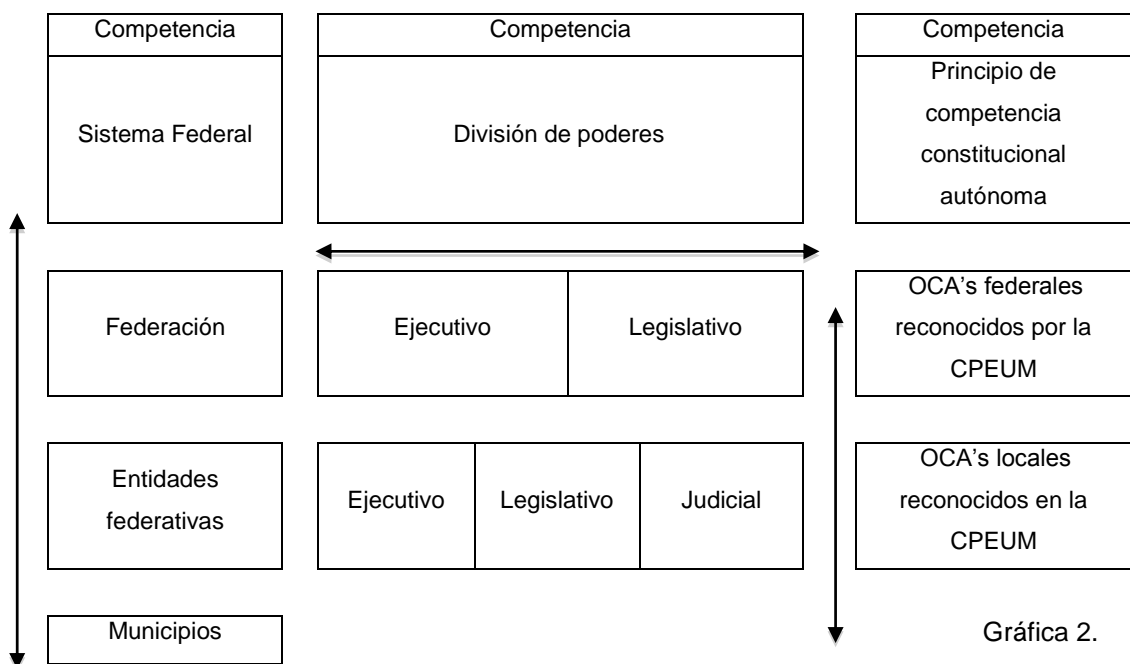 Competencia
Competencia
Competencia
Sistema Federal
División de poderes
Principio de
competencia
constitucional
autónoma
Federación
Ejecutivo
Legislativo
OCA’s federales
reconocidos por la
CPEUM
Entidades
federativas
Ejecutivo
Legislativo
Judicial
OCA’s locales
reconocidos en la
CPEUM
Municipios
Gráfica 2.